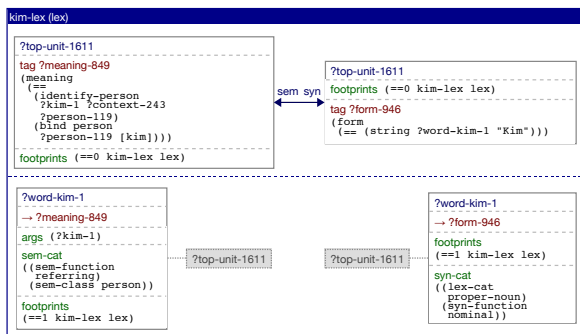 kim-lex (lex)
?top-unit-1611
tag ?meaning-849
(meaning
(==
(identify-person
?kim-1 ?context-243
?person-119)
(bind person
?person-119 [kim])))
footprints (==0 kim-lex lex)
sem syn
?top-unit-1611
footprints (==0 kim-lex lex)
tag ?form-946
(form
(== (string ?word-kim-1 "Kim")))
?word-kim-1
→ ?meaning-849
args (?kim-1)
sem-cat
((sem-function
referring)
(sem-class person))
footprints
(==1 kim-lex lex)
?top-unit-1611
?top-unit-1611
?word-kim-1
→ ?form-946
footprints
(==1 kim-lex lex)
syn-cat
((lex-cat
proper-noun)
(syn-function
nominal))